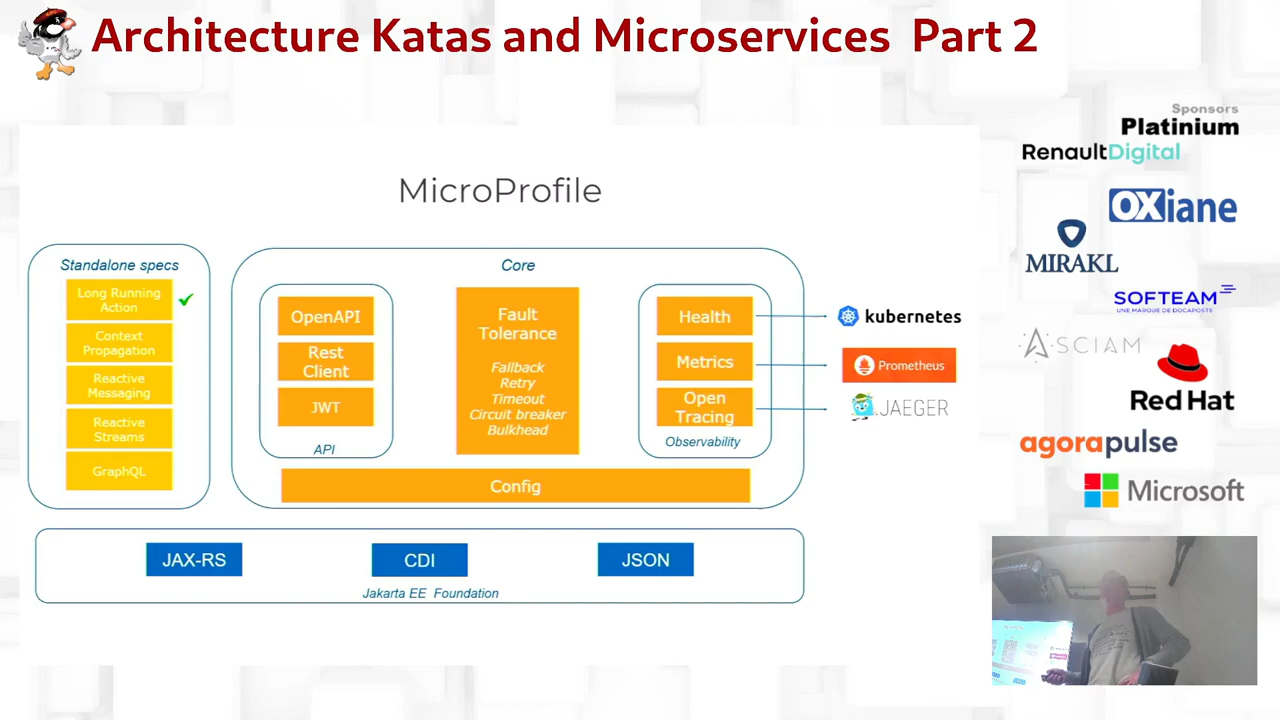 Architecture Katas and Microservices Part 2
Sponsors
Platinium
RenaultDigital
OXiane
MIRAKL
SOFTEAM
UNE MARQUE DE DOCAPOSTE
ASCIAM
Red Hat
agorapulse
Microsoft
MicroProfile
Standalone specs
Long Running
Action
Context
Propagation
Reactive
Messaging
Reactive
Streams
GraphQL
Core
OpenAPI
Rest
Client
JWT
API
Fault
Tolerance
Fallback
Retry
Timeout
Circuit breaker
Bulkhead
Health
Metrics
Open
Tracing
Observability
kubernetes
Prometheus
JAEGER
Config
JAX-RS
CDI
JSON
Jakarta EE Foundation